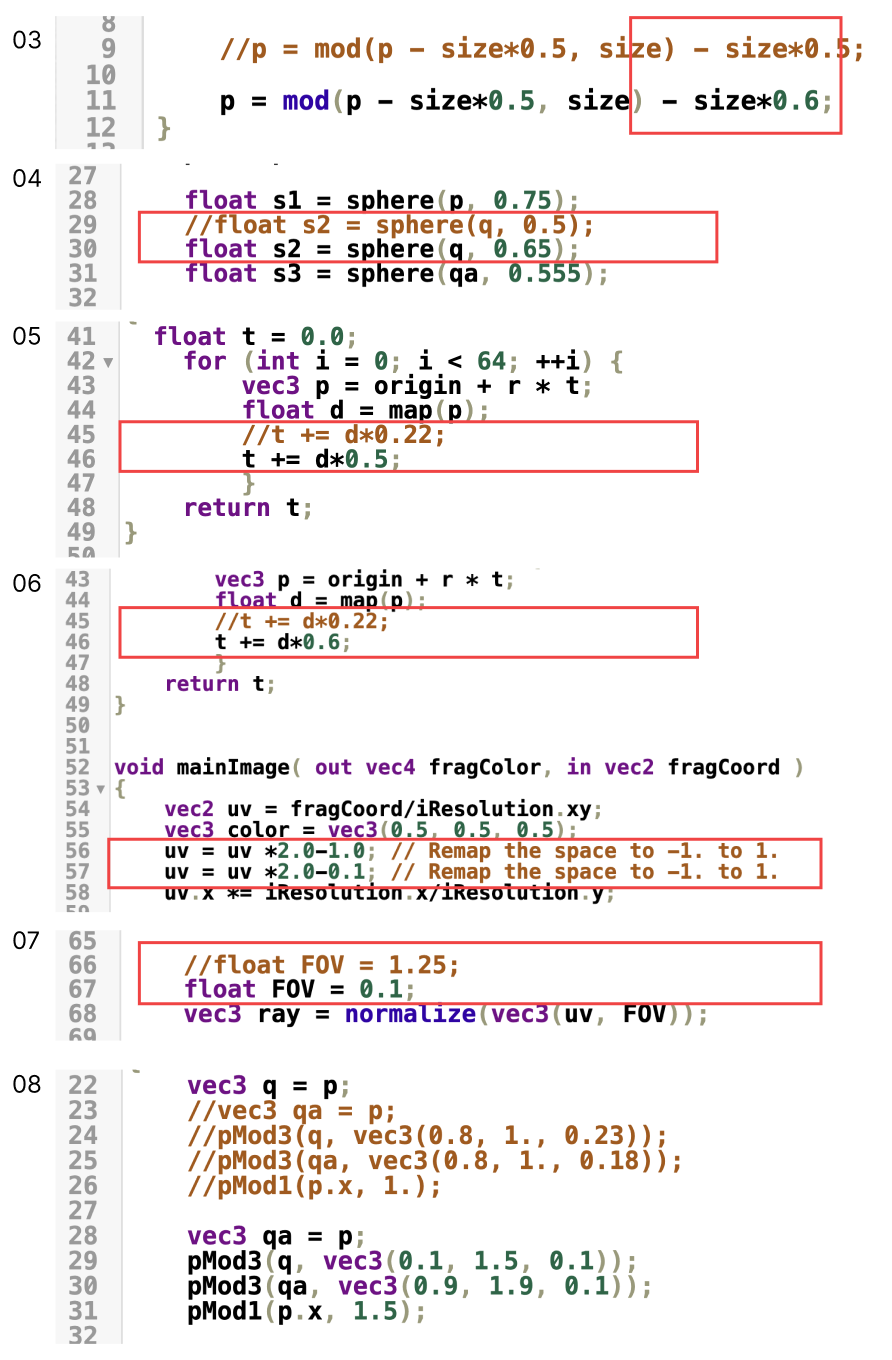 03
8
9 //p = mod(p - size*0.5, size) - size*0.5;
10
11 p = mod(p - size*0.5, size) - size*0.6;
12 }
04
27
28 float s1 = sphere(p, 0.75);
29 //float s2 = sphere(q, 0.5);
30 float s2 = sphere(q, 0.65);
31 float s3 = sphere(qa, 0.555);
32
05
41 float t = 0.0;
42 for (int i = 0; i < 64; ++i) {
43 vec3 p = origin + r * t;
44 float d = map(p);
45 //t += d*0.22;
46 t += d*0.5;
47 }
48 return t;
49 }
50
06
43 vec3 p = origin + r * t;
44 float d = map(p);
45 //t += d*0.22;
46 t += d*0.6;
47 }
48 return t;
49 }
50
51
52 void mainImage( out vec4 fragColor, in vec2 fragCoord )
53 {
54 vec2 uv = fragCoord/iResolution.xy;
55 vec3 color = vec3(0.5, 0.5, 0.5);
56 uv = uv *2.0-1.0; // Remap the space to -1. to 1.
57 uv = uv *2.0-0.1; // Remap the space to -1. to 1.
58 uv.x *= iResolution.x/iResolution.y;
59
07
65
66 //float FOV = 1.25;
67 float FOV = 0.1;
68 vec3 ray = normalize(vec3(uv, FOV));
69
08
22 vec3 q = p;
23 //vec3 qa = p;
24 //pMod3(q, vec3(0.8, 1., 0.23));
25 //pMod3(qa, vec3(0.8, 1., 0.18));
26 //pMod1(p.x, 1.);
27
28 vec3 qa = p;
29 pMod3(q, vec3(0.1, 1.5, 0.1));
30 pMod3(qa, vec3(0.9, 1.9, 0.1));
31 pMod1(p.x, 1.5);
32